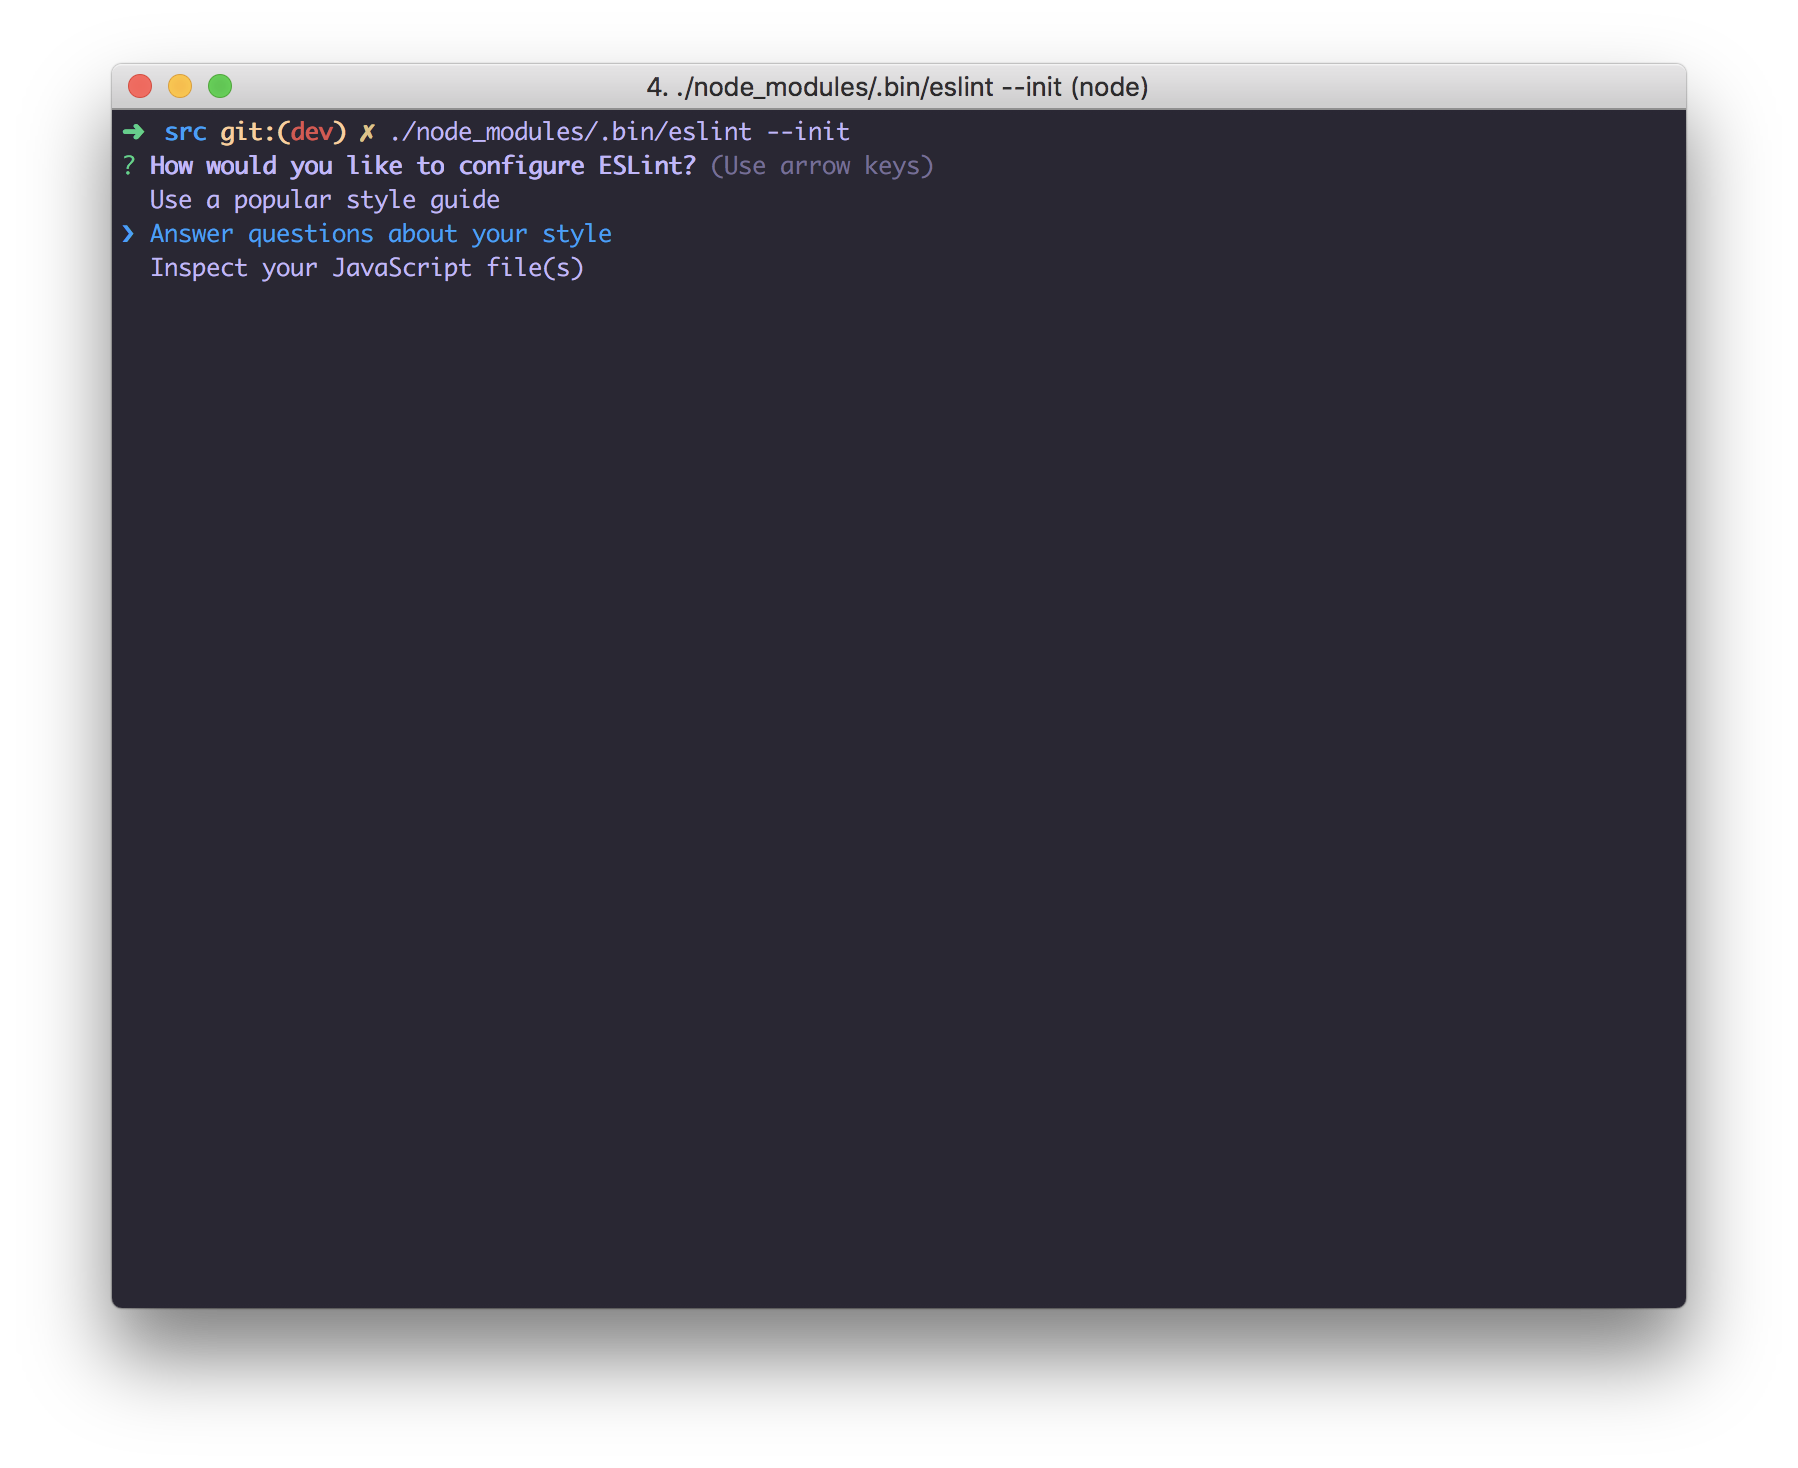 4. ./node_modules/.bin/eslint --init (node)
➜ src git:(dev) ✗ ./node_modules/.bin/eslint --init
? How would you like to configure ESLint? (Use arrow keys)
Use a popular style guide
❯ Answer questions about your style
Inspect your JavaScript file(s)